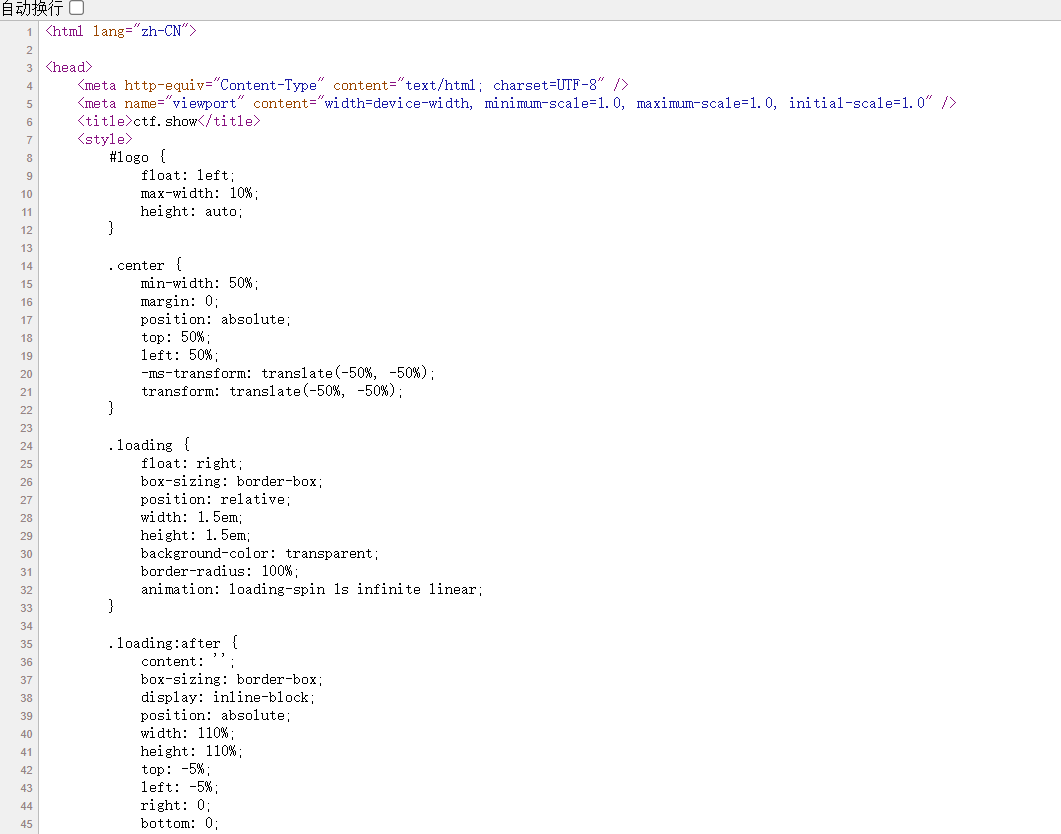 自动换行
1 <html lang="zh-CN">
2
3 <head>
4 <meta http-equiv="Content-Type" content="text/html; charset=UTF-8" />
5 <meta name="viewport" content="width=device-width, minimum-scale=1.0, maximum-scale=1.0, initial-scale=1.0" />
6 <title>ctf.show</title>
7 <style>
8 #logo {
9 float: left;
10 max-width: 10%;
11 height: auto;
12 }
13
14 .center {
15 min-width: 50%;
16 margin: 0;
17 position: absolute;
18 top: 50%;
19 left: 50%;
20 -ms-transform: translate(-50%, -50%);
21 transform: translate(-50%, -50%);
22 }
23
24 .loading {
25 float: right;
26 box-sizing: border-box;
27 position: relative;
28 width: 1.5em;
29 height: 1.5em;
30 background-color: transparent;
31 border-radius: 100%;
32 animation: loading-spin 1s infinite linear;
33 }
34
35 .loading:after {
36 content: '';
37 box-sizing: border-box;
38 display: inline-block;
39 position: absolute;
40 width: 110%;
41 height: 110%;
42 top: -5%;
43 left: -5%;
44 right: 0;
45 bottom: 0;